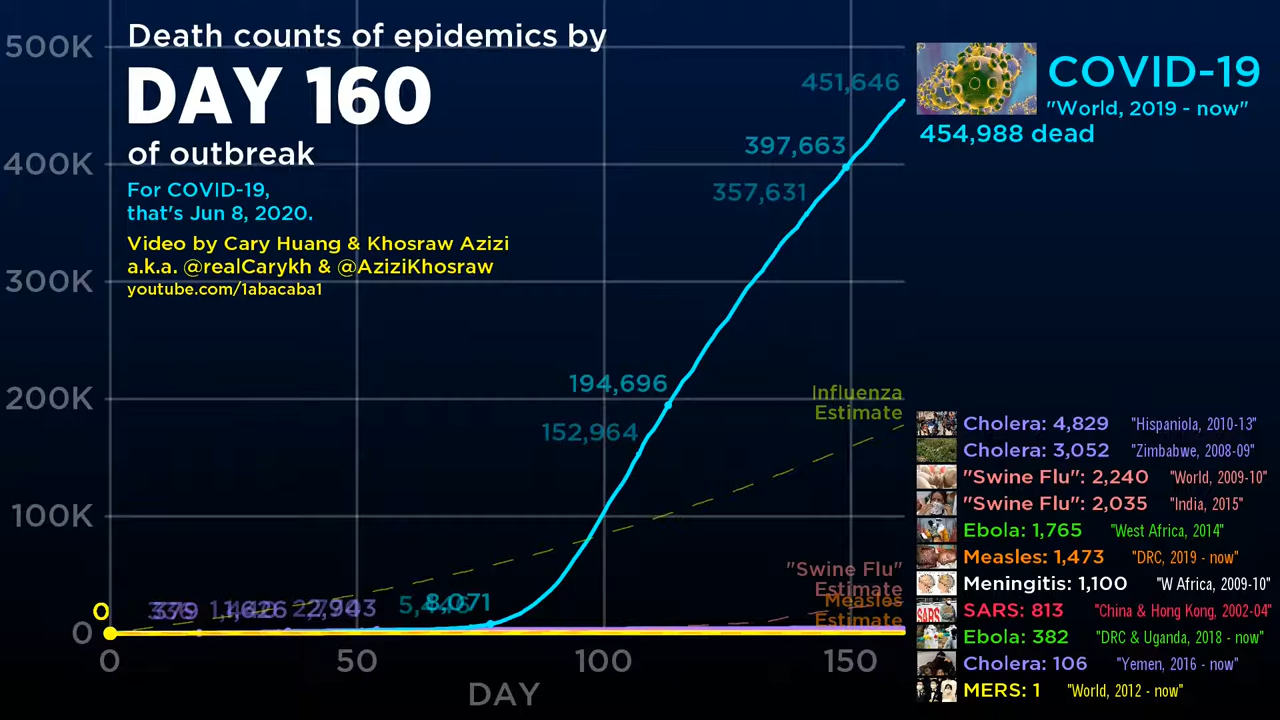 Death counts of epidemics by
DAY 160
of outbreak
For COVID-19,
that's Jun 8, 2020.
Video by Cary Huang & Khosraw Azizi
a.k.a. @realCarykh & @AziziKhosraw
youtube.com/1abacaba1
500K
400K
300K
200K
100K
0
0
50
100
150
DAY
0
8,071
152,964
194,696
357,631
397,663
451,646
Influenza
Estimate
"Swine Flu"
Estimate
Measles
Estimate
COVID-19
"World, 2019 - now"
454,988 dead
Cholera: 4,829 "Hispaniola, 2010-13"
Cholera: 3,052 "Zimbabwe, 2008-09"
"Swine Flu": 2,240 "World, 2009-10"
"Swine Flu": 2,035 "India, 2015"
Ebola: 1,765 "West Africa, 2014"
Measles: 1,473 "DRC, 2019 - now"
Meningitis: 1,100 "W Africa, 2009-10"
SARS
SARS: 813 "China & Hong Kong, 2002-04"
Ebola: 382 "DRC & Uganda, 2018 - now"
Cholera: 106 "Yemen, 2016 - now"
MERS: 1 "World, 2012 - now"